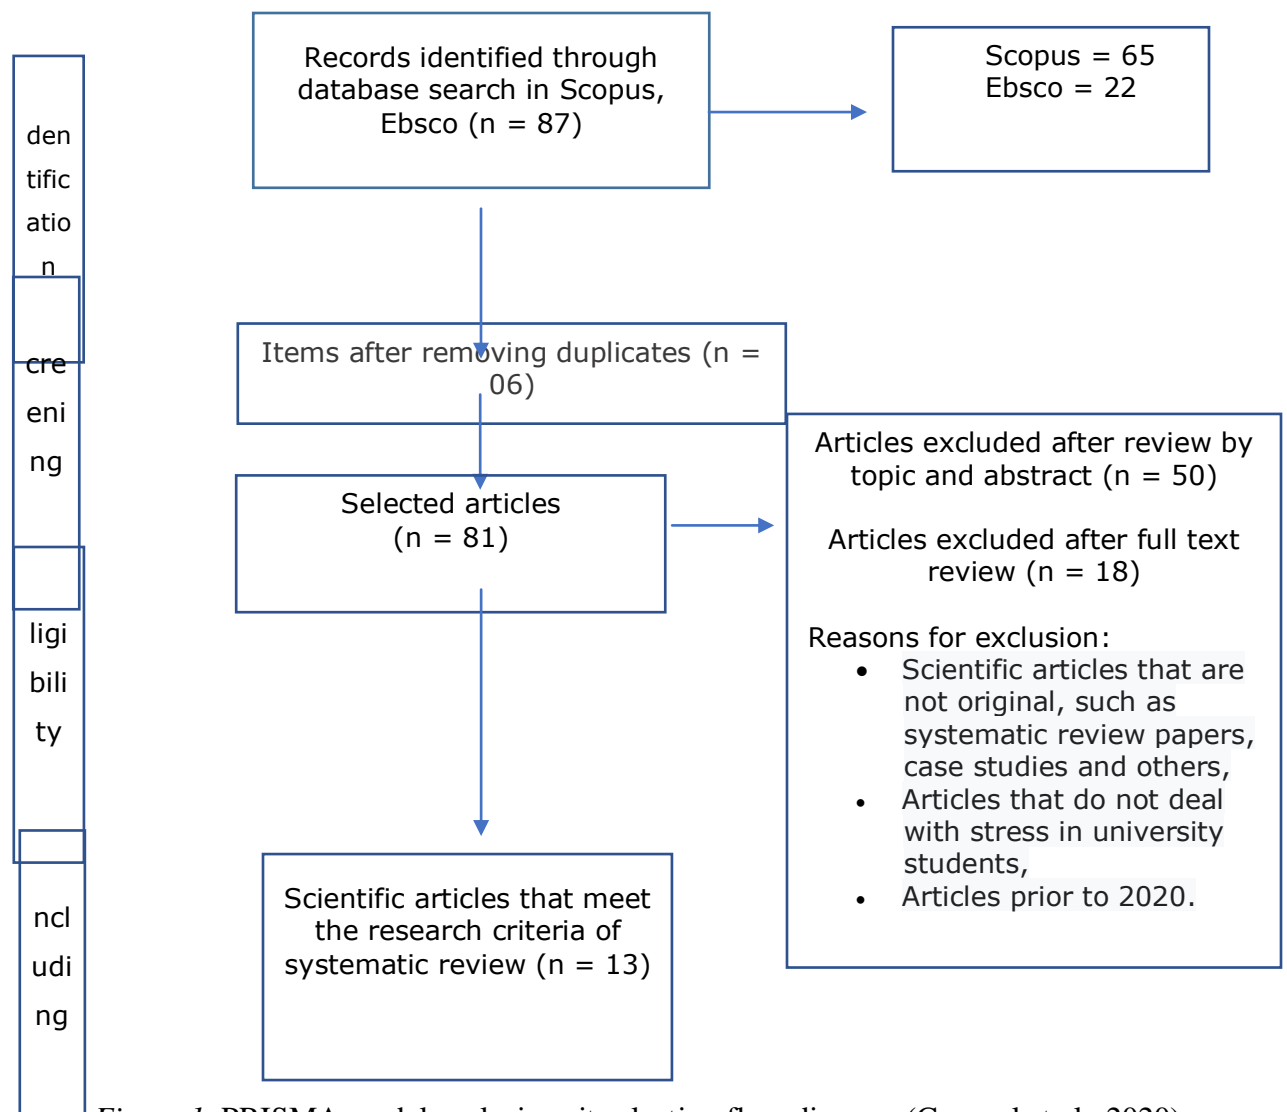 Records identified through
database search in Scopus,
Ebsco (n = 87)
Scopus = 65
Ebsco = 22
den
tific
atio
n
Items after removing duplicates (n =
06)
cre
eni
ng
Selected articles
(n = 81)
Articles excluded after review by
topic and abstract (n = 50)
Articles excluded after full text
review (n = 18)
Reasons for exclusion:
• Scientific articles that are
not original, such as
systematic review papers,
case studies and others,
• Articles that do not deal
with stress in university
students,
• Articles prior to 2020.
ligi
bili
ty
Scientific articles that meet
the research criteria of
systematic review (n = 13)
ncl
udi
ng